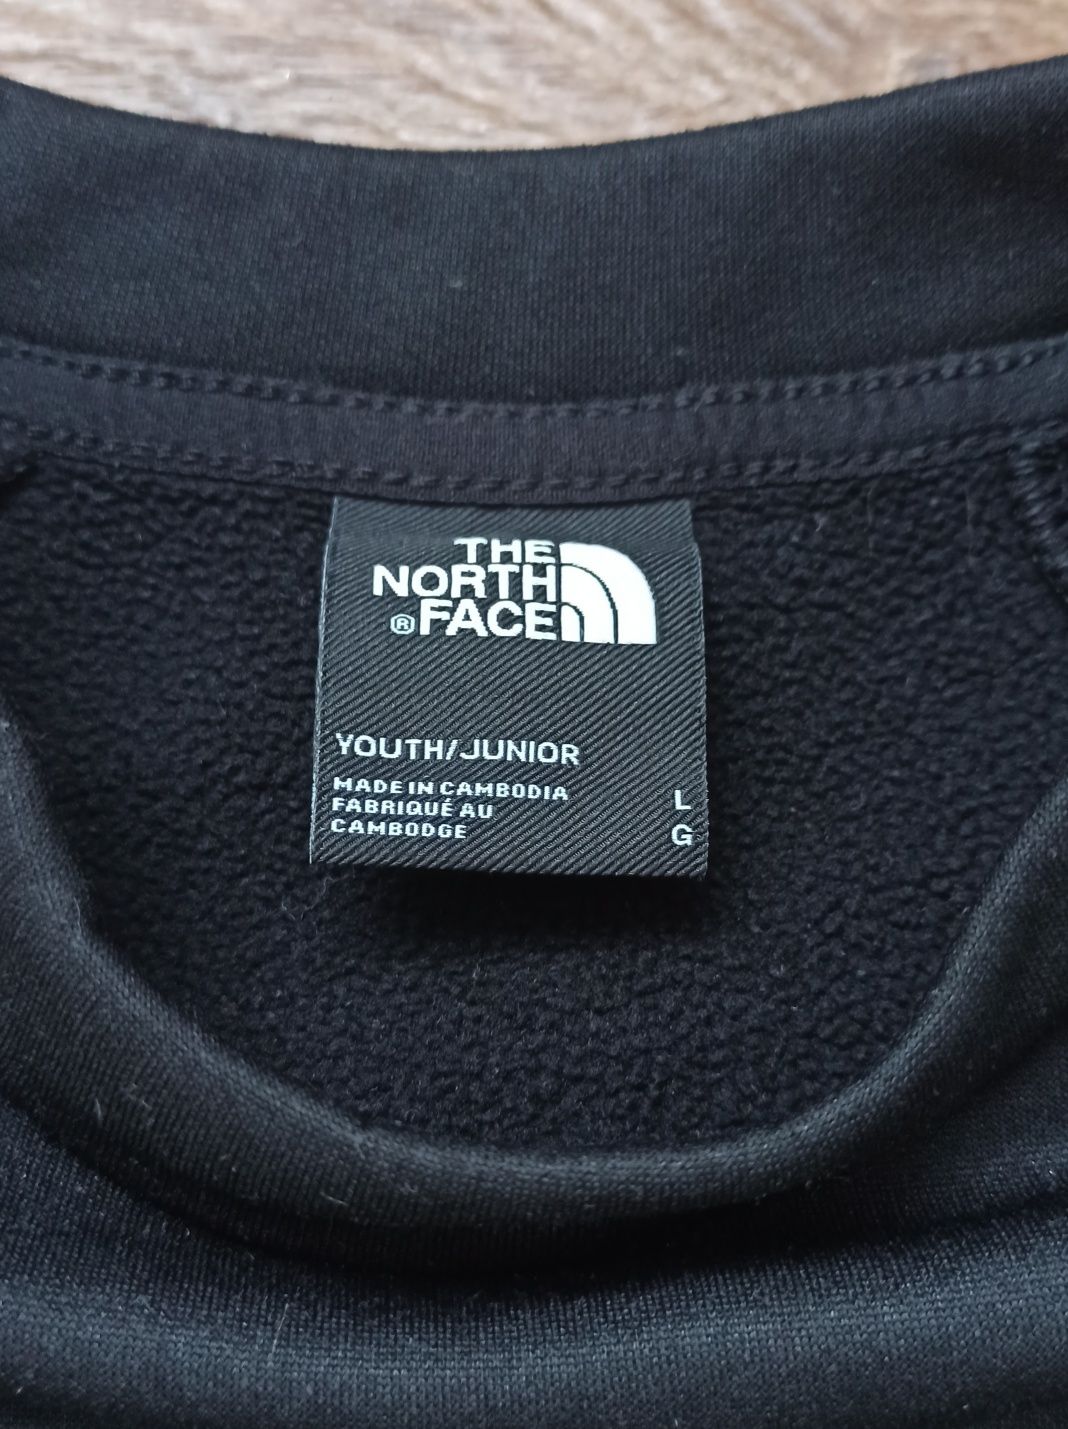 THE
NORTH
®FACE
YOUTH/JUNIOR
MADE IN CAMBODIA
FABRIQUÉ AU
CAMBODGE
L
G